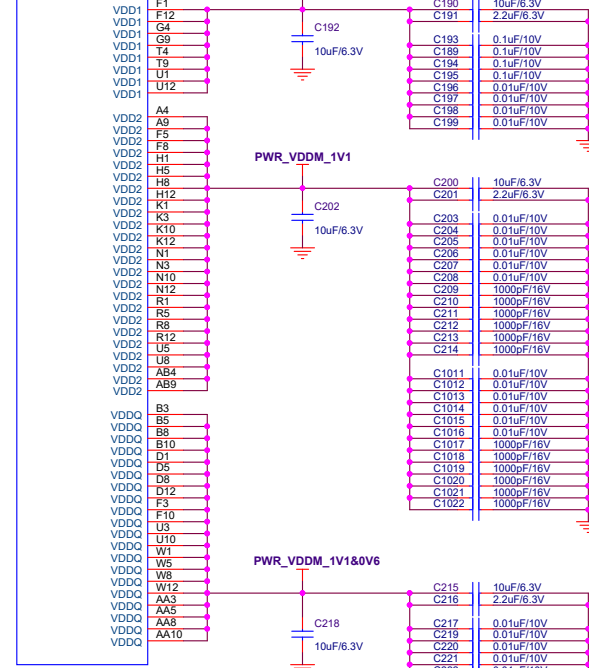 VDD1 F1 C190 10uF/6.3V
VDD1 F12 C191 2.2uF/6.3V
VDD1 G4 C192
VDD1 G9 C193 0.1uF/10V
VDD1 T4 10uF/6.3V C189 0.1uF/10V
VDD1 T9 C194 0.1uF/10V
VDD1 U1 C195 0.1uF/10V
VDD1 U12 C196 0.01uF/10V
C197 0.01uF/10V
C198 0.01uF/10V
C199 0.01uF/10V
VDD2 A4
VDD2 A9
VDD2 F5
VDD2 F8
VDD2 H1 PWR_VDDM_1V1
VDD2 H5
VDD2 H8 C200 10uF/6.3V
VDD2 H12 C201 2.2uF/6.3V
VDD2 K1 C202
VDD2 K3 C203 0.01uF/10V
VDD2 K10 10uF/6.3V C204 0.01uF/10V
VDD2 K12 C205 0.01uF/10V
VDD2 N1 C206 0.01uF/10V
VDD2 N3 C207 0.01uF/10V
VDD2 N10 C208 0.01uF/10V
VDD2 N12 C209 1000pF/16V
VDD2 R1 C210 1000pF/16V
VDD2 R5 C211 1000pF/16V
VDD2 R8 C212 1000pF/16V
VDD2 R12 C213 1000pF/16V
VDD2 U5 C214 1000pF/16V
VDD2 U8
VDD2 AB4 C1011 0.01uF/10V
VDD2 AB9 C1012 0.01uF/10V
C1013 0.01uF/10V
VDDQ B3 C1014 0.01uF/10V
VDDQ B5 C1015 0.01uF/10V
VDDQ B8 C1016 0.01uF/10V
VDDQ B10 C1017 1000pF/16V
VDDQ D1 C1018 1000pF/16V
VDDQ D5 C1019 1000pF/16V
VDDQ D8 C1020 1000pF/16V
VDDQ D12 C1021 1000pF/16V
VDDQ F3 C1022 1000pF/16V
VDDQ F10
VDDQ U3
VDDQ U10
VDDQ W1
VDDQ W5 PWR_VDDM_1V1&0V6
VDDQ W8
VDDQ W12 C215 10uF/6.3V
VDDQ AA3 C216 2.2uF/6.3V
VDDQ AA5
VDDQ AA8 C218 C217 0.01uF/10V
VDDQ AA10 C219 0.01uF/10V
10uF/6.3V C220 0.01uF/10V
C221 0.01uF/10V